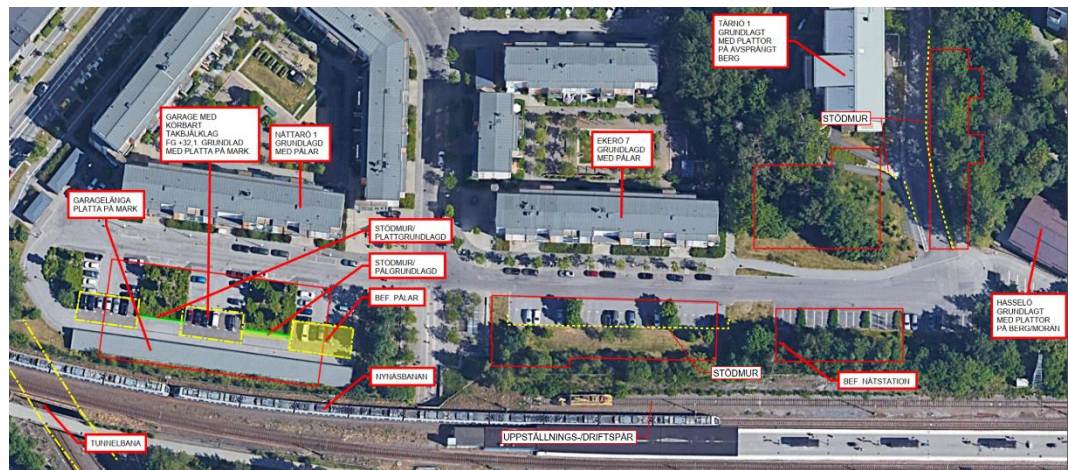 TÄRNÖ 1
GRUNDLAGT
MED PLATTOR
PÅ AVSPRÄNGT
BERG
GARAGE MED
KÖRBART
TAKBJÄLKLAG
FG +32,1. GRUNDLAD
MED PLATTA PÅ MARK.
NÅTTARÖ 1
GRUNDLAGD
MED PÅLAR
EKERÖ 7
GRUNDLAGT
MED PÅLAR
STÖDMUR
GARAGELÄNGA
PLATTA PÅ MARK
STÖDMUR/
PLATTGRUNDLAGD
STÖDMUR/
PÅLGRUNDLAGD
BEF. PÅLAR
HASSELÖ
GRUNDLAGT
MED PLATTOR
PÅ BERG/MORÄN
STÖDMUR
BEF. NÄTSTATION
NYNÄSBANAN
TUNNELBANA
UPPSTÄLLNINGS-/DRIFTSPÅR